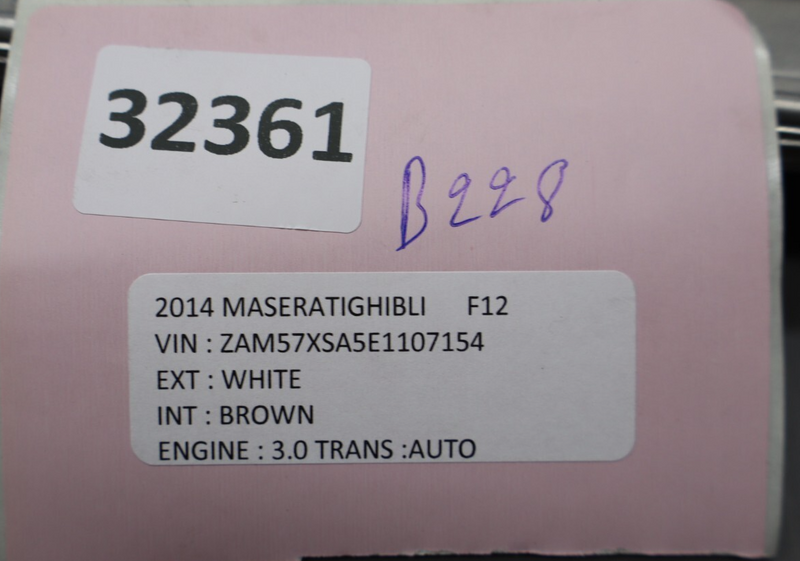 32361
B228
2014 MASERATIGHIBLI F12
VIN : ZAM57XSA5E1107154
EXT : WHITE
INT : BROWN
ENGINE : 3.0 TRANS :AUTO